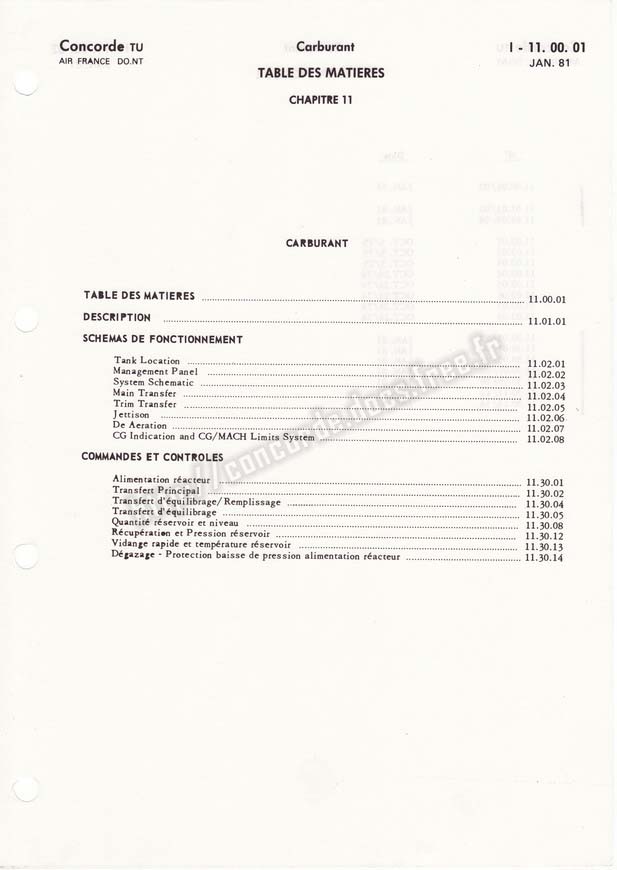 Concorde TU
AIR FRANCE DO.NT
Carburant
TABLE DES MATIERES
CHAPITRE 11
I - 11. 00. 01
JAN. 81
CARBURANT
TABLE DES MATIERES 11.00.01
DESCRIPTION 11.01.01
SCHEMAS DE FONCTIONNEMENT
Tank Location 11.02.01
Management Panel 11.02.02
System Schematic 11.02.03
Main Transfer 11.02.04
Trim Transfer 11.02.05
Jettison 11.02.06
De Aeration 11.02.07
CG Indication and CG/MACH Limits System 11.02.08
COMMANDES ET CONTROLES
Alimentation réacteur 11.30.01
Transfert Principal 11.30.02
Transfert d'équilibrage/Remplissage 11.30.04
Transfert d'équilibrage 11.30.05
Quantité réservoir et niveau 11.30.08
Récupération et Pression réservoir 11.30.12
Vidange rapide et température réservoir 11.30.13
Dégazage - Protection baisse de pression alimentation réacteur 11.30.14
http://concorde.docs.free.fr